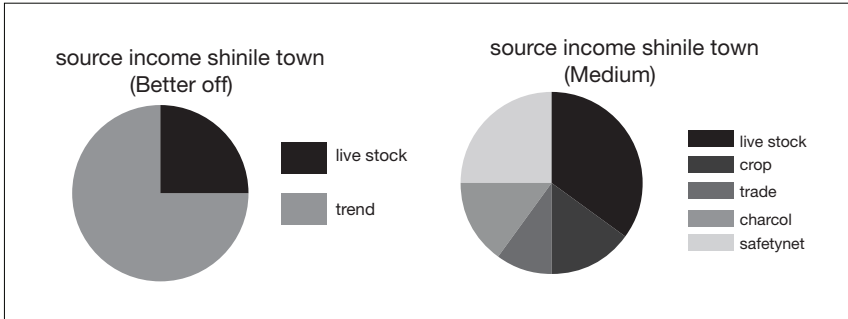 source income shinile town
(Better off)
live stock
trend
source income shinile town
(Medium)
live stock
crop
trade
charcol
safetynet